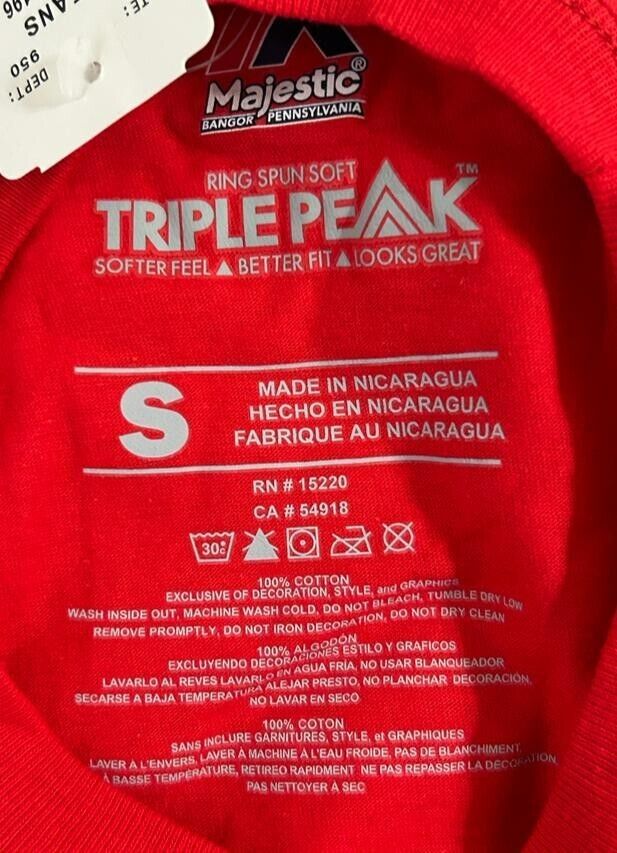 496
EANS
TE:
950
DEPT:
Majestic®
BANGOR PENNSYLVANIA
RING SPUN SOFT
TRIPLE PEAK™
SOFTER FEEL ▲ BETTER FIT ▲ LOOKS GREAT
S
MADE IN NICARAGUA
HECHO EN NICARAGUA
FABRIQUE AU NICARAGUA
RN # 15220
CA # 54918
30°
100% COTTON
EXCLUSIVE OF DECORATION, STYLE, and GRAPHICS
WASH INSIDE OUT, MACHINE WASH COLD, DO NOT BLEACH, TUMBLE DRY LOW
REMOVE PROMPTLY, DO NOT IRON DECORATION, DO NOT DRY CLEAN
100% ALGODÓN
EXCLUYENDO DECORACIONES ESTILO Y GRAFICOS
LAVARLO AL REVES LAVARLO EN AGUA FRÍA, NO USAR BLANQUEADOR
SECARSE A BAJA TEMPERATURA ALEJAR PRESTO, NO PLANCHAR DECORACIÓN,
NO LAVAR EN SECO
100% COTON
SANS INCLURE GARNITURES, STYLE, et GRAPHIQUES
LAVER À L'ENVERS, LAVER À MACHINE À L'EAU FROIDE, PAS DE BLANCHIMENT,
À BASSE TEMPÉRATURE, RETIREO RAPIDMENT NE PAS REPASSER LA DÉCORATION,
PAS NETTOYER À SEC